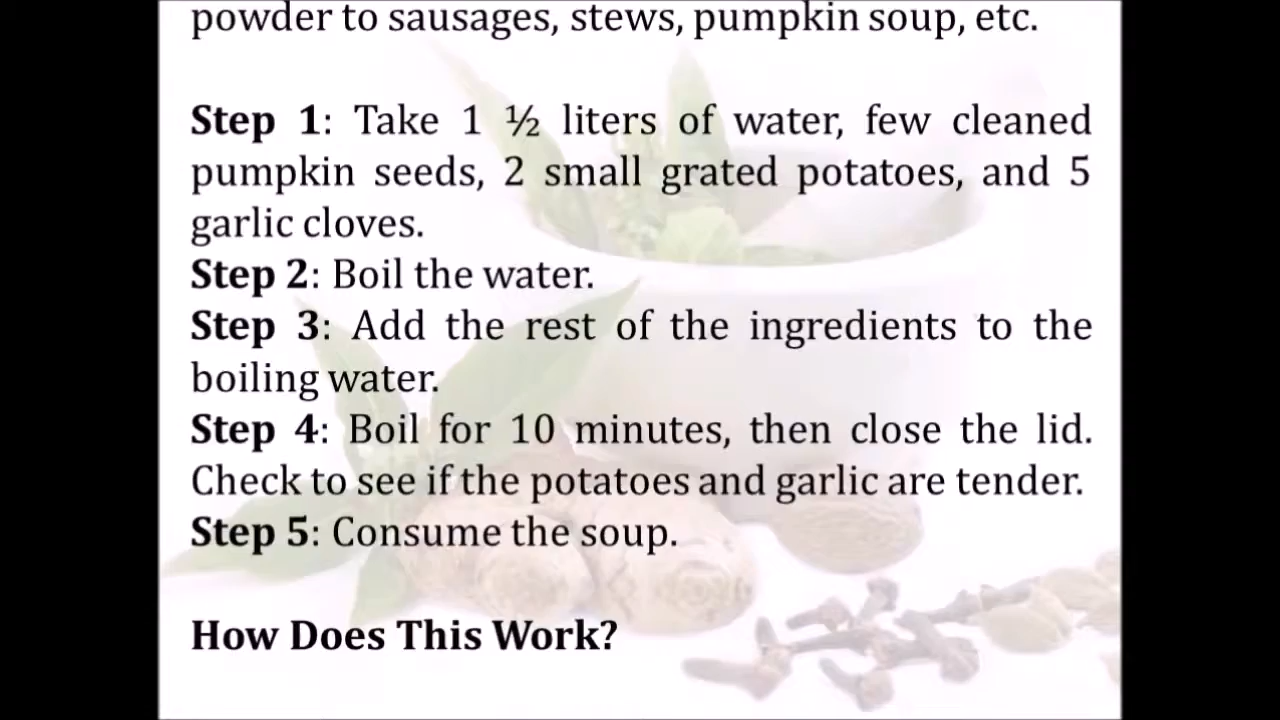 powder to sausages, stews, pumpkin soup, etc.
Step 1: Take 1 ½ liters of water, few cleaned
pumpkin seeds, 2 small grated potatoes, and 5
garlic cloves.
Step 2: Boil the water.
Step 3: Add the rest of the ingredients to the
boiling water.
Step 4: Boil for 10 minutes, then close the lid.
Check to see if the potatoes and garlic are tender.
Step 5: Consume the soup.
How Does This Work?